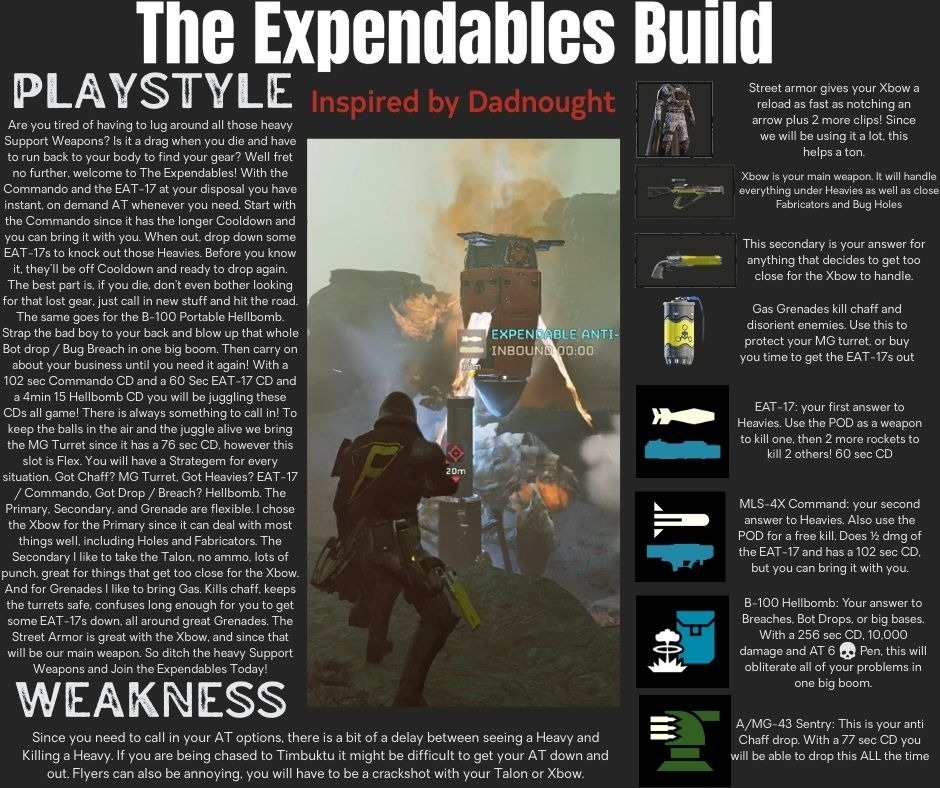 The Expendables Build
PLAYSTYLE
Are you tired of having to lug around all those heavy
Support Weapons? Is it a drag when you die and have
to run back to your body to find your gear? Well fret
no further, welcome to The Expendables! With the
Commando and the EAT-17 at your disposal you have
instant, on demand AT whenever you need. Start with
the Commando since it has the longer Cooldown and
you can bring it with you. When out, drop down some
EAT-17s to knock out those Heavies. Before you know
it, they'll be off Cooldown and ready to drop again.
The best part is, if you die, don't even bother looking
for that lost gear, just call in new stuff and hit the road.
The same goes for the B-100 Portable Hellbomb.
Strap the bad boy to your back and blow up that whole
Bot drop / Bug Breach in one big boom. Then carry on
about your business until you need it again! With a
102 sec Commando CD and a 60 Sec EAT-17 CD and
a 4min 15 Hellbomb CD you will be juggling these
CDs all game! There is always something to call in! To
keep the balls in the air and the juggle alive we bring
the MG Turret since it has a 76 sec CD, however this
slot is Flex. You will have a Strategem for every
situation. Got Chaff? MG Turret, Got Heavies? EAT-17
/ Commando, Got Drop / Breach? Hellbomb. The
Primary, Secondary, and Grenade are flexible. I chose
the Xbow for the Primary since it can deal with most
things well, including Holes and Fabricators. The
Secondary I like to take the Talon, no ammo, lots of
punch, great for things that get too close for the Xbow.
And for Grenades I like to bring Gas. Kills chaff, keeps
the turrets safe, confuses long enough for you to get
some EAT-17s down, all around great Grenades. The
Street Armor is great with the Xbow, and since that
will be our main weapon. So ditch the heavy Support
Weapons and Join the Expendables Today!
WEAKNESS
Since you need to call in your AT options, there is a bit of a delay between seeing a Heavy and
Killing a Heavy. If you are being chased to Timbuktu it might be difficult to get your AT down and
out. Flyers can also be annoying, you will have to be a crackshot with your Talon or Xbow.
Inspired by Dadnought
EXPENDABLE ANTI-
INBOUND 00:00
18m
20m
Street armor gives your Xbow a
reload as fast as notching an
arrow plus 2 more clips! Since
we will be using it a lot, this
helps a ton.
Xbow is your main weapon. It will handle
everything under Heavies as well as close
Fabricators and Bug Holes
This secondary is your answer for
anything that decides to get too
close for the Xbow to handle.
Gas Grenades kill chaff and
disorient enemies. Use this to
protect your MG turret, or buy
you time to get the EAT-17s out
EAT-17: your first answer to
Heavies. Use the POD as a weapon
to kill one, then 2 more rockets to
kill 2 others! 60 sec CD
MLS-4X Command: your second
answer to Heavies. Also use the
POD for a free kill. Does ½ dmg of
the EAT-17 and has a 102 sec CD,
but you can bring it with you.
B-100 Hellbomb: Your answer to
Breaches, Bot Drops, or big bases.
With a 256 sec CD, 10,000
damage and AT 6 💀 Pen, this will
obliterate all of your problems in
one big boom.
A/MG-43 Sentry: This is your anti
Chaff drop. With a 77 sec CD you
will be able to drop this ALL the time